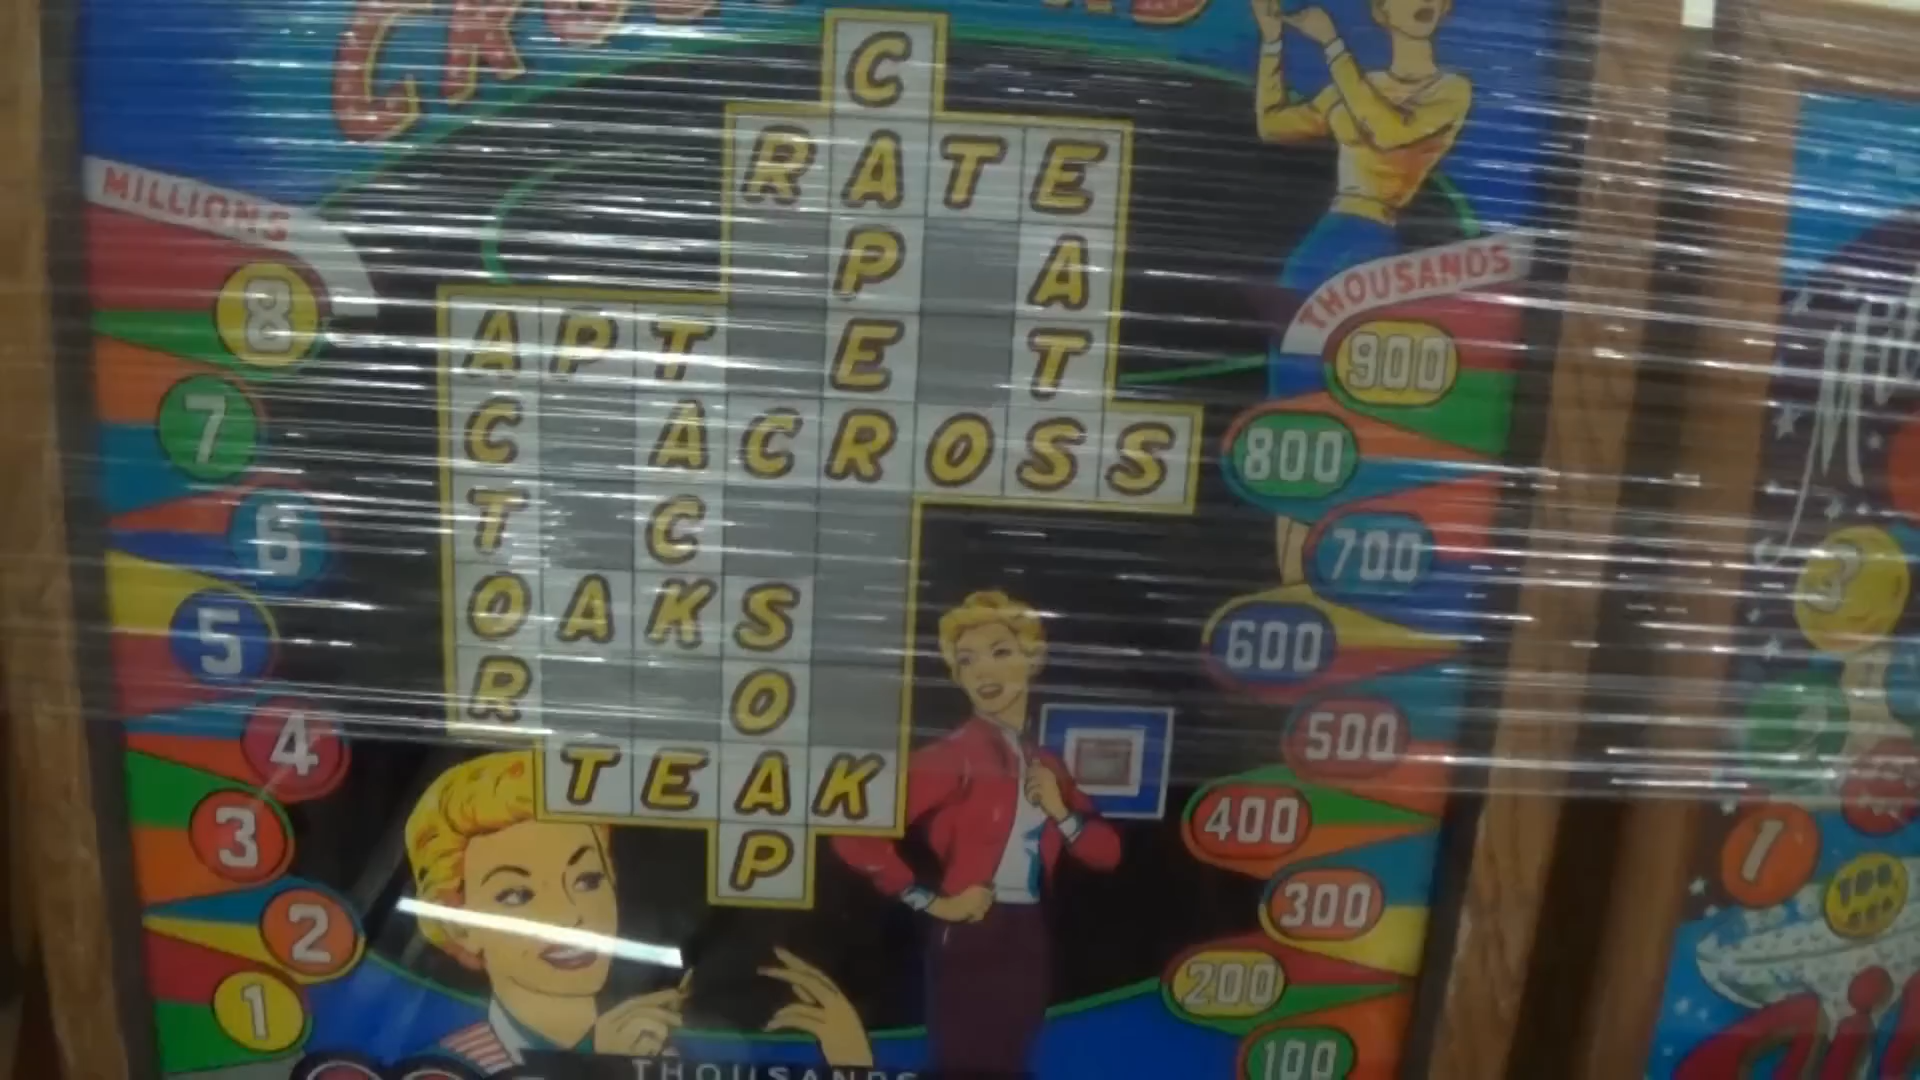 C
RATE
MILLIONS
P A
THOUSANDS
8
APT E T
900
7
C ACROSS
800
T C
6
700
OAKS
5
600
R O
4
500
TEAK
3
400
P
2
300
1
200
100
THOUSANDS
1